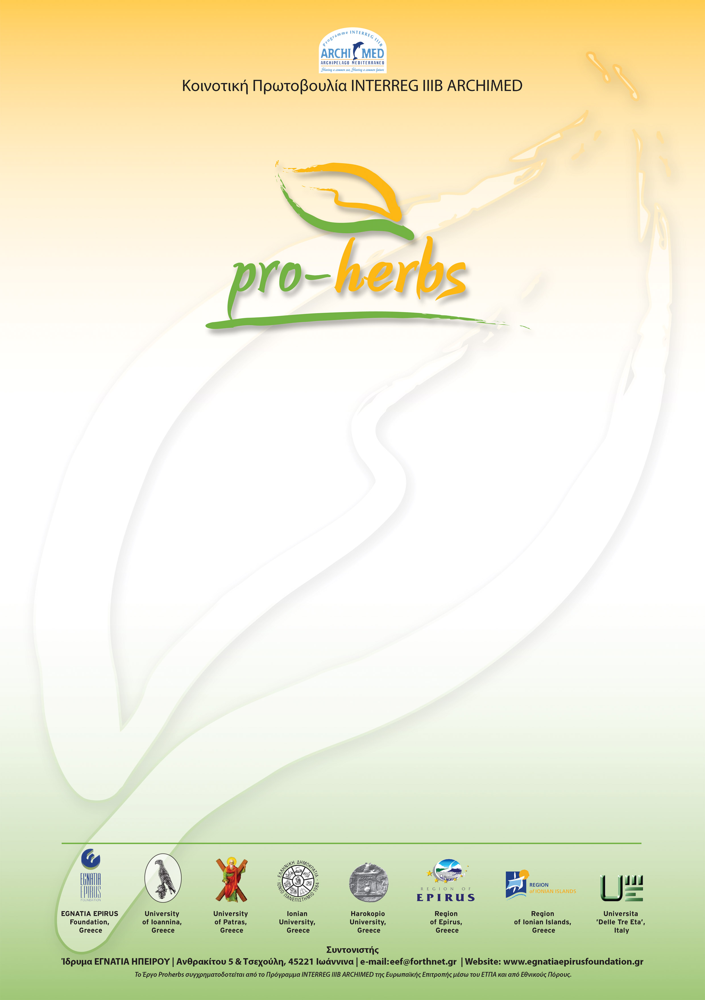 Programme INTERREG IIIB
ARCHI MED
ARCHIPELAGO MEDITERRANEO
Sharing a common sea, Sharing a common future
Κοινοτική Πρωτοβουλία INTERREG IIIB ARCHIMED
pro-herbs
EGNATIA
EPIRUS
FOUNDATION
ΕΛΛΗΝΙΚΗ ΔΗΜΟΚΡΑΤΙΑ
ΙΟΝΙΟ ΠΑΝΕΠΙΣΤΗΜΙΟ 1984
REGION OF
EPIRUS
REGION
of IONIAN ISLANDS
EGNATIA EPIRUS
Foundation,
Greece
University
of Ioannina,
Greece
University
of Patras,
Greece
Ionian
University,
Greece
Harokopio
University,
Greece
Region
of Epirus,
Greece
Region
of Ionian Islands,
Greece
Universita
'Delle Tre Eta',
Italy
Συντονιστής
Ίδρυμα ΕΓΝΑΤΙΑ ΗΠΕΙΡΟΥ | Ανθρακίτου 5 & Τσεχούλη, 45221 Ιωάννινα | e-mail: eef@forthnet.gr | Website: www.egnatiaepirusfoundation.gr
Το Έργο Proherbs συγχρηματοδοτείται από το Πρόγραμμα INTERREG IIIB ARCHIMED της Ευρωπαϊκής Επιτροπής μέσω του ΕΤΠΑ και από Εθνικούς Πόρους.